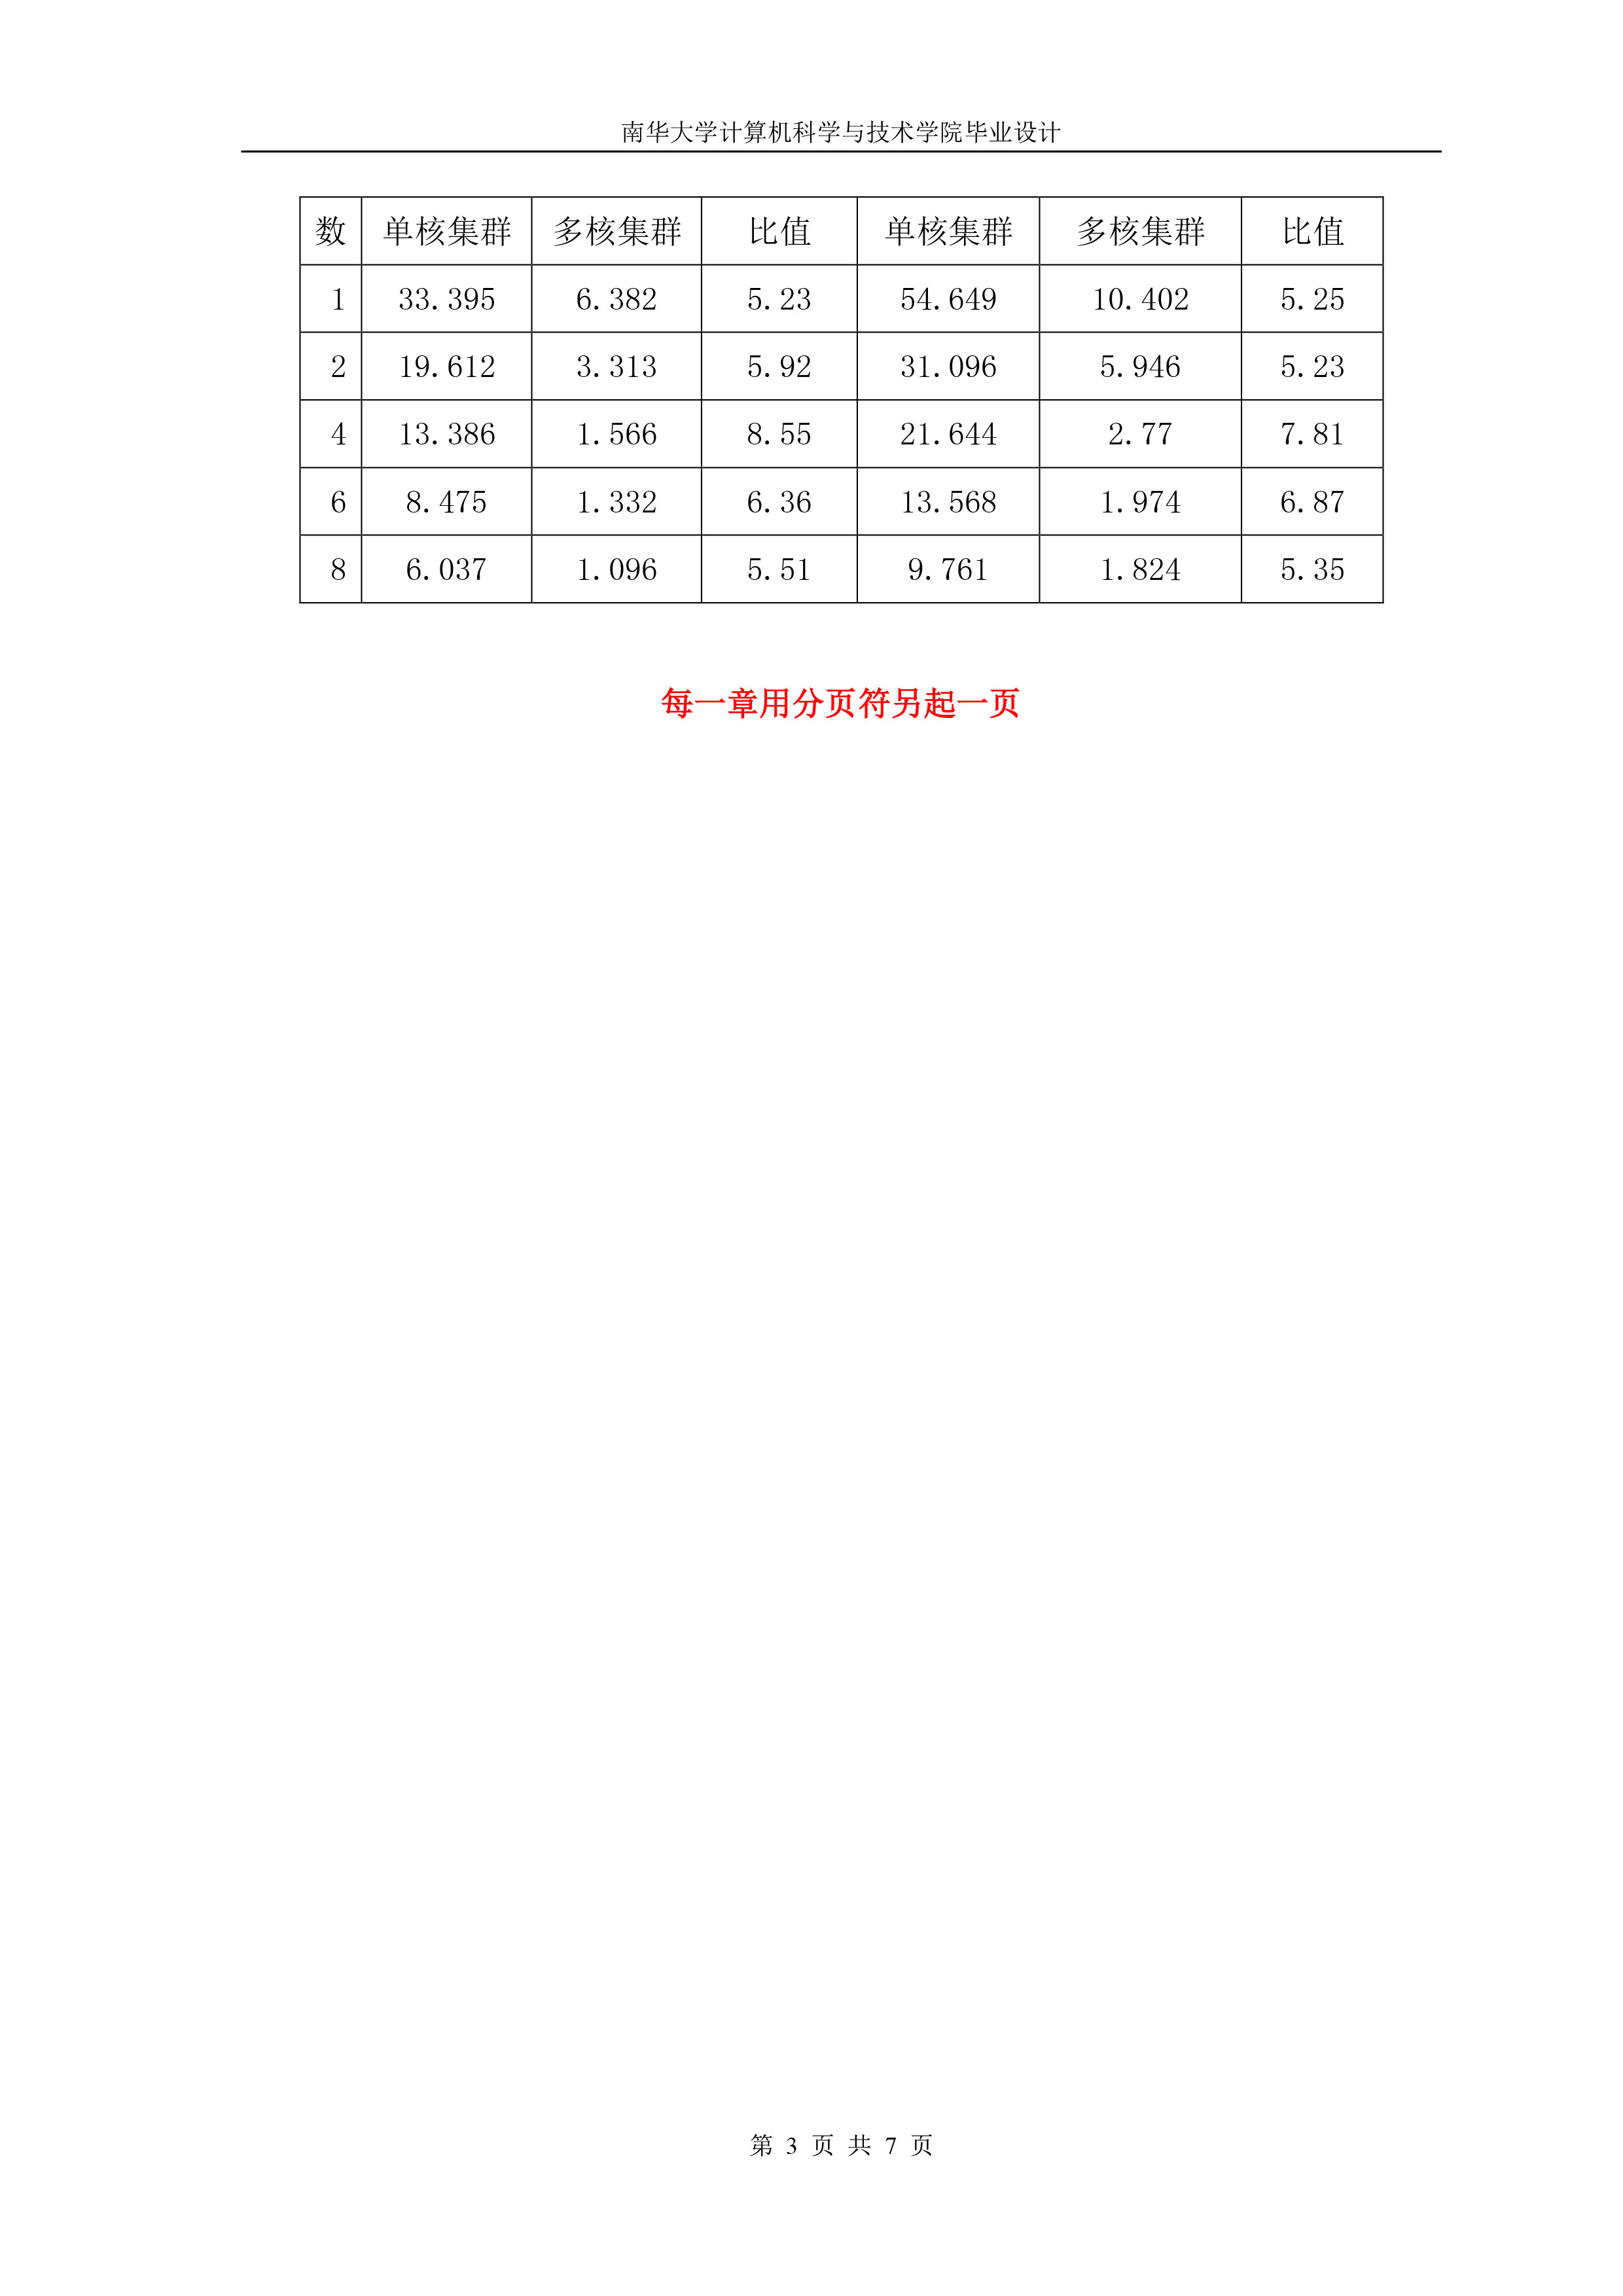 南华大学计算机科学与技术学院毕业设计
数 单核集群 多核集群 比值 单核集群 多核集群 比值
1 33.395 6.382 5.23 54.649 10.402 5.25
2 19.612 3.313 5.92 31.096 5.946 5.23
4 13.386 1.566 8.55 21.644 2.77 7.81
6 8.475 1.332 6.36 13.568 1.974 6.87
8 6.037 1.096 5.51 9.761 1.824 5.35
每一章用分页符另起一页
第 3 页 共 7 页